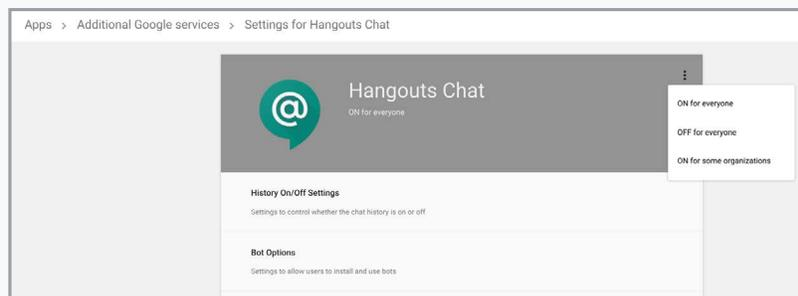 Apps > Additional Google services > Settings for Hangouts Chat
Hangouts Chat
ON for everyone
ON for everyone
OFF for everyone
ON for some organizations
History On/Off Settings
Settings to control whether the chat history is on or off
Bot Options
Settings to allow users to install and use bots